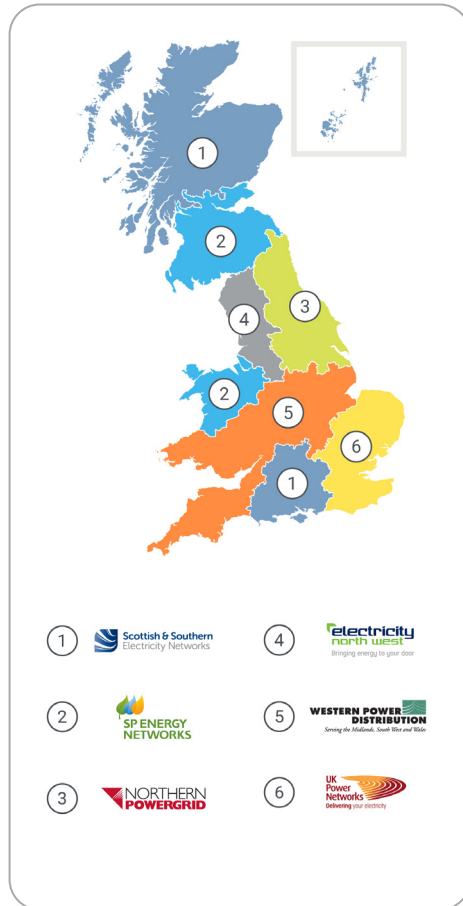 1
2
3
4
2
5
6
1
1 Scottish & Southern
Electricity Networks
4 electricity
north west
Bringing energy to your door
2 SP ENERGY
NETWORKS
5 WESTERN POWER
DISTRIBUTION
Serving the Midlands, South West and Wales
3 NORTHERN
POWERGRID
6 UK
Power
Networks
Delivering your electricity